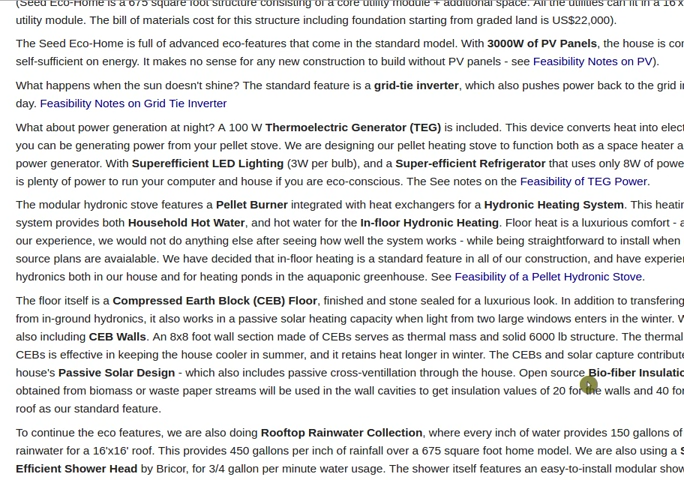 (Seed Eco-Home is a 675 square foot structure consisting of a core utility module + additional space. All the utilities can fit in a 16'x
utility module. The bill of materials cost for this structure including foundation starting from graded land is US$22,000).
The Seed Eco-Home is full of advanced eco-features that come in the standard model. With 3000W of PV Panels, the house is con
self-sufficient on energy. It makes no sense for any new construction to build without PV panels - see Feasibility Notes on PV).
What happens when the sun doesn't shine? The standard feature is a grid-tie inverter, which also pushes power back to the grid in
day. Feasibility Notes on Grid Tie Inverter
What about power generation at night? A 100 W Thermoelectric Generator (TEG) is included. This device converts heat into elect
you can be generating power from your pellet stove. We are designing our pellet heating stove to function both as a space heater a
power generator. With Superefficient LED Lighting (3W per bulb), and a Super-efficient Refrigerator that uses only 8W of powe
is plenty of power to run your computer and house if you are eco-conscious. The See notes on the Feasibility of TEG Power.
The modular hydronic stove features a Pellet Burner integrated with heat exchangers for a Hydronic Heating System. This heatin
system provides both Household Hot Water, and hot water for the In-floor Hydronic Heating. Floor heat is a luxurious comfort - a
our experience, we would not do anything else after seeing how well the system works - while being straightforward to install when
source plans are avaialable. We have decided that in-floor heating is a standard feature in all of our construction, and have experien
hydronics both in our house and for heating ponds in the aquaponic greenhouse. See Feasibility of a Pellet Hydronic Stove.
The floor itself is a Compressed Earth Block (CEB) Floor, finished and stone sealed for a luxurious look. In addition to transfering
from in-ground hydronics, it also works in a passive solar heating capacity when light from two large windows enters in the winter. W
also including CEB Walls. An 8x8 foot wall section made of CEBs serves as thermal mass and solid 6000 lb structure. The thermal
CEBs is effective in keeping the house cooler in summer, and it retains heat longer in winter. The CEBs and solar capture contribute
house's Passive Solar Design - which also includes passive cross-ventillation through the house. Open source Bio-fiber Insulatio
obtained from biomass or waste paper streams will be used in the wall cavities to get insulation values of 20 for the walls and 40 for
roof as our standard feature.
To continue the eco features, we are also doing Rooftop Rainwater Collection, where every inch of water provides 150 gallons of
rainwater for a 16'x16' roof. This provides 450 gallons per inch of rainfall over a 675 square foot home model. We are also using a S
Efficient Shower Head by Bricor, for 3/4 gallon per minute water usage. The shower itself features an easy-to-install modular show